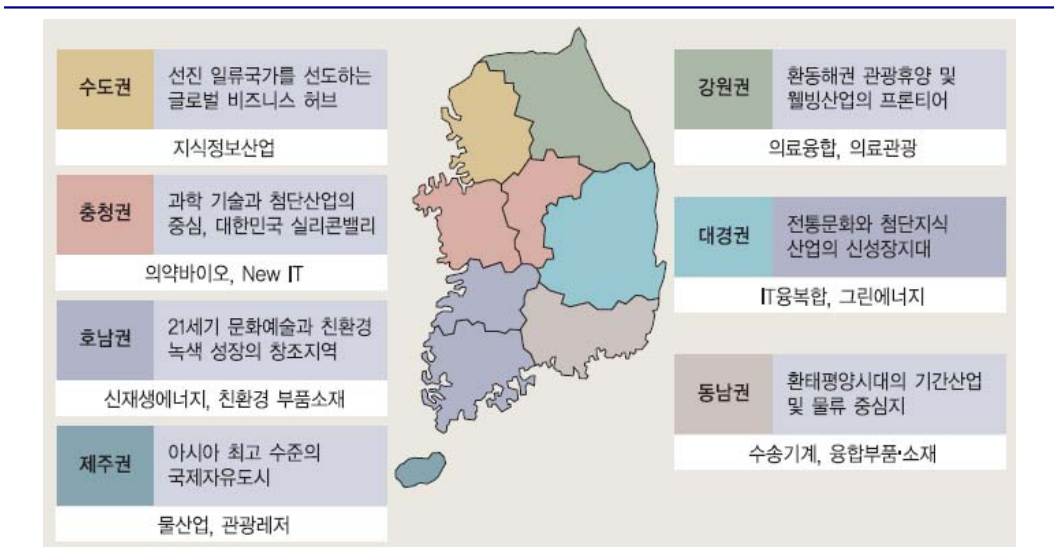 수도권
선진 일류국가를 선도하는
글로벌 비즈니스 허브
지식정보산업
충청권
과학 기술과 첨단산업의
중심, 대한민국 실리콘밸리
의약바이오, New IT
호남권
21세기 문화예술과 친환경
녹색 성장의 창조지역
신재생에너지, 친환경 부품소재
제주권
아시아 최고 수준의
국제자유도시
물산업, 관광레저
강원권
환동해권 관광휴양 및
웰빙산업의 프론티어
의료융합, 의료관광
대경권
전통문화와 첨단지식
산업의 신성장지대
IT융복합, 그린에너지
동남권
환태평양시대의 기간산업
및 물류 중심지
수송기계, 융합부품·소재